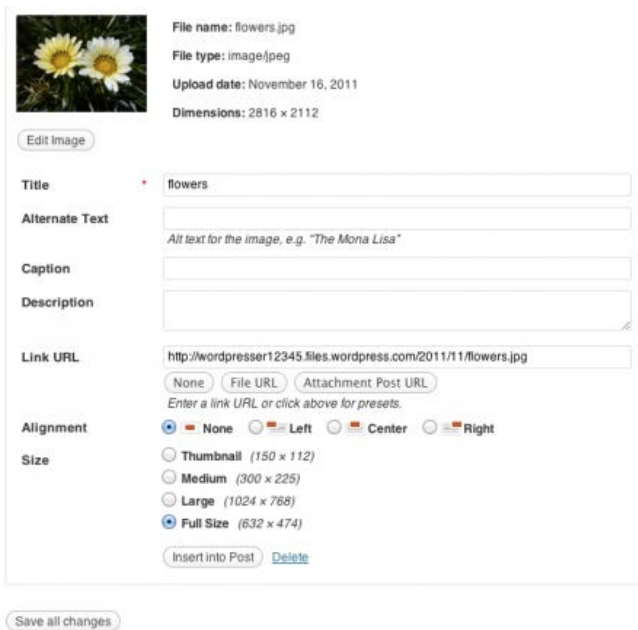 File name: flowers.jpg
File type: image/jpeg
Upload date: November 16, 2011
Dimensions: 2816 × 2112
Edit Image
Title * flowers
Alternate Text
Alt text for the image, e.g. "The Mona Lisa"
Caption
Description
Link URL http://wordpresser12345.files.wordpress.com/2011/11/flowers.jpg
None File URL Attachment Post URL
Enter a link URL or click above for presets.
Alignment None Left Center Right
Size Thumbnail (150 × 112)
Medium (300 × 225)
Large (1024 × 768)
Full Size (632 × 474)
Insert into Post Delete
Save all changes